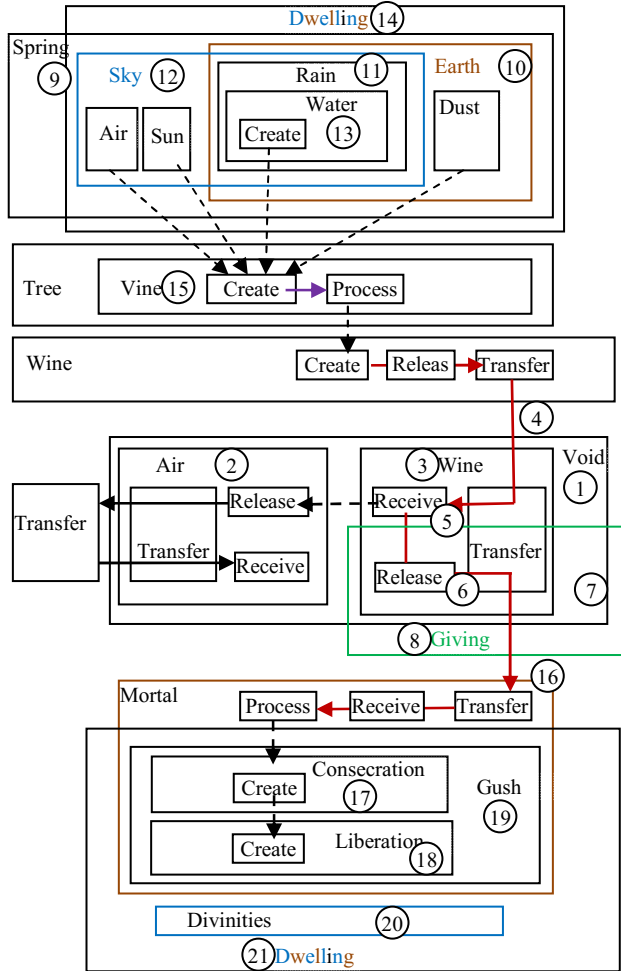 Dwelling 14
Spring
9
Sky 12
11
Earth 10
Rain
Water
Air
Sun
Create 13
Dust
Tree
Vine 15
Create
Process
Wine
Create
Releas
Transfer
4
Air 2
3 Wine
Void
1
Transfer
Release
Receive
5
Transfer
Transfer
Receive
Release
6
7
8 Giving
Mortal
16
Process
Receive
Transfer
Consecration
Create
17
Gush
19
Liberation
Create
18
Divinities 20
21 Dwelling